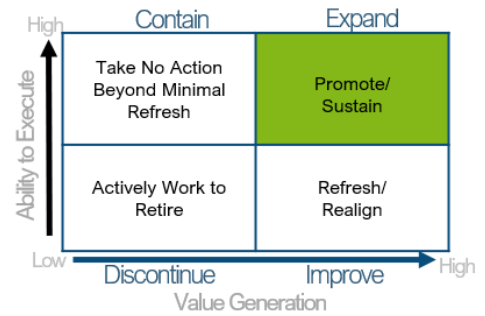 High
Contain
Expand
Take No Action
Beyond Minimal
Refresh
Promote/
Sustain
Ability to Execute
Actively Work to
Retire
Refresh/
Realign
Low
High
Discontinue
Improve
Value Generation